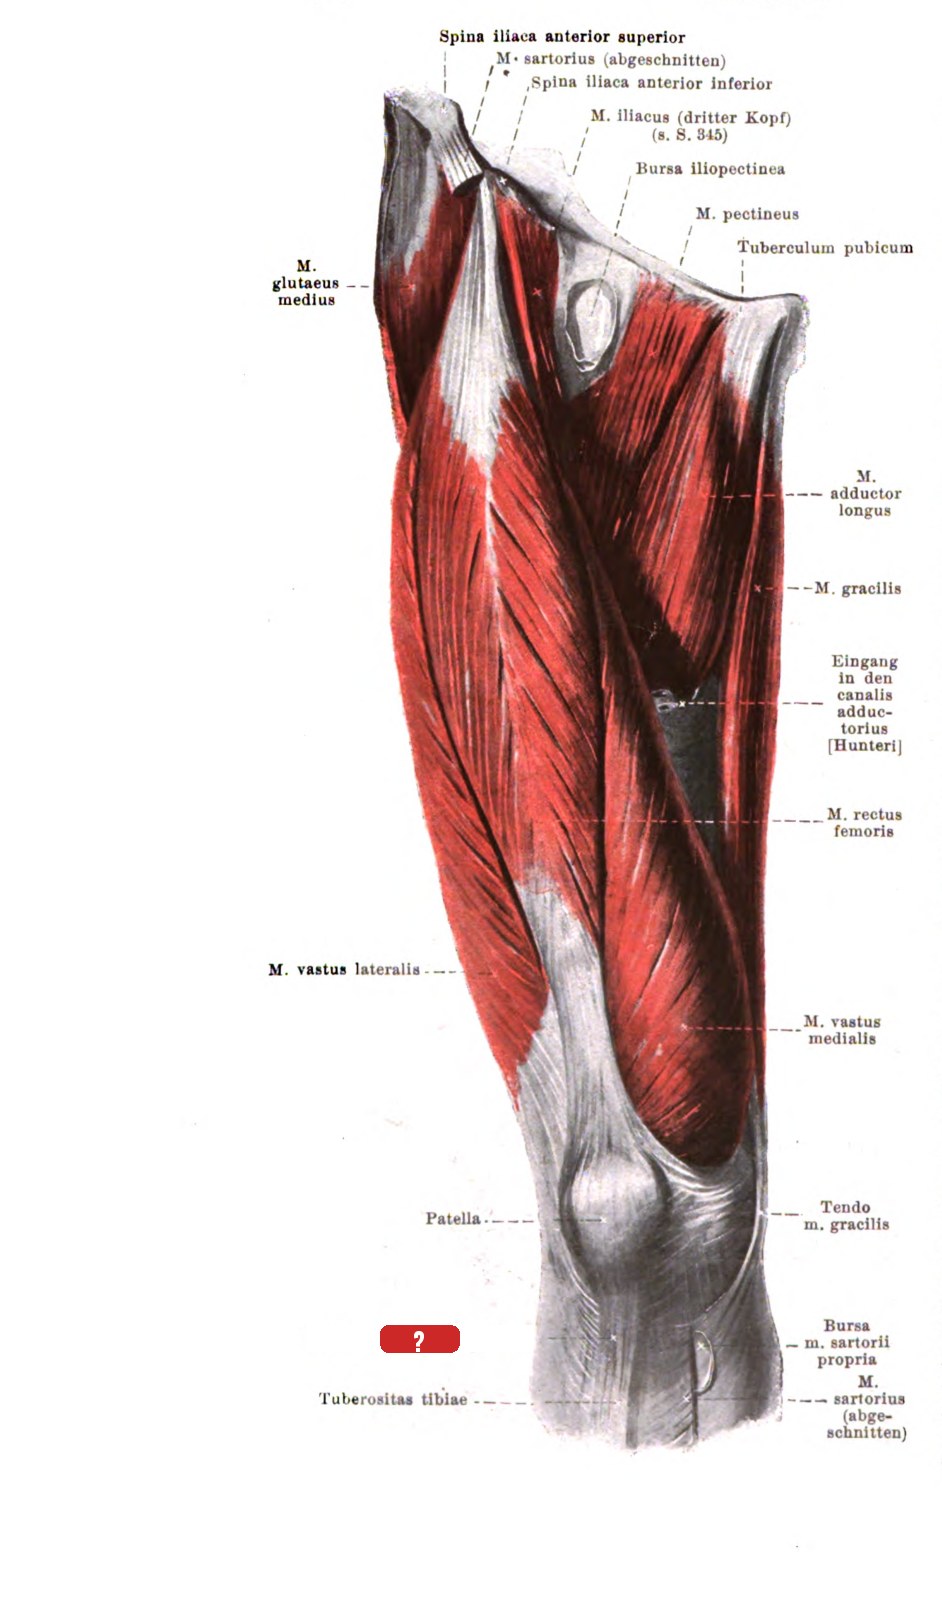 Spina iliaca anterior superior
M. sartorius (abgeschnitten)
Spina iliaca anterior inferior
M. iliacus (dritter Kopf)
(s. S. 345)
Bursa iliopectinea
M. pectineus
Tuberculum pubicum
M.
glutaeus
medius
M.
adductor
longus
M. gracilis
Eingang
in den
canalis
adduc-
torius
[Hunteri]
M. rectus
femoris
M. vastus lateralis
M. vastus
medialis
Patella
Tendo
m. gracilis
?
Bursa
m. sartorii
propria
Tuberositas tibiae
M.
sartorius
(abge-
schnitten)